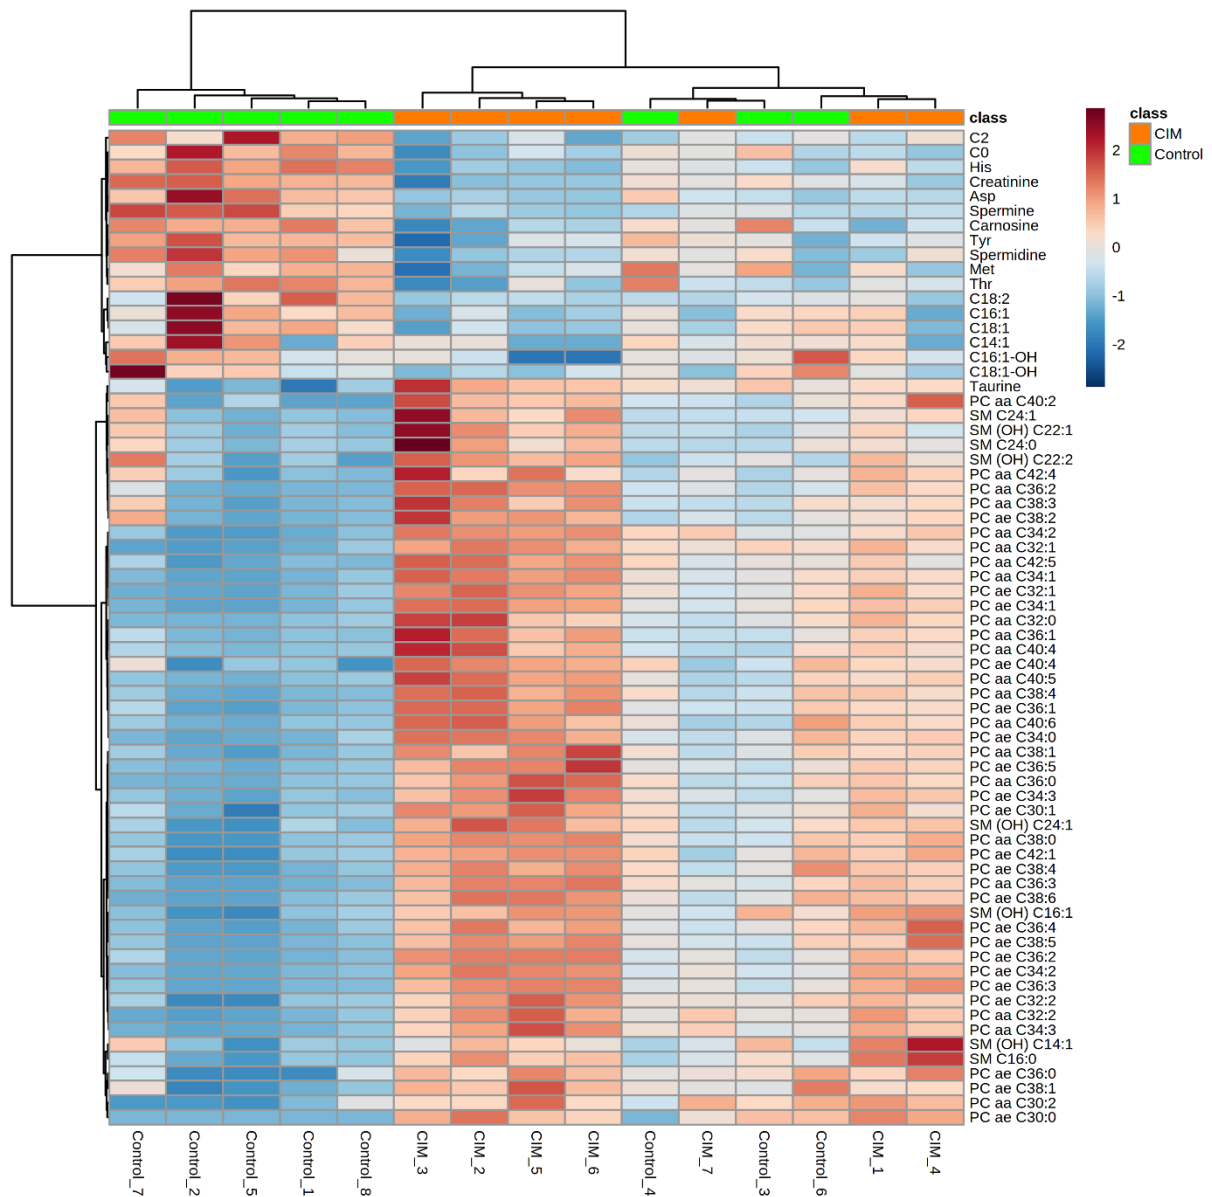 class
C2
C0
His
Creatinine
Asp
Spermine
Carnosine
Tyr
Spermidine
Met
Thr
C18:2
C16:1
C18:1
C14:1
C16:1-OH
C18:1-OH
Taurine
PC aa C40:2
SM C24:1
SM (OH) C22:1
SM C24:0
SM (OH) C22:2
PC aa C42:4
PC aa C36:2
PC aa C38:3
PC ae C38:2
PC aa C34:2
PC aa C32:1
PC aa C42:5
PC aa C34:1
PC ae C32:1
PC ae C34:1
PC aa C32:0
PC aa C36:1
PC aa C40:4
PC ae C40:4
PC aa C40:5
PC aa C38:4
PC ae C36:1
PC aa C40:6
PC ae C34:0
PC aa C38:1
PC ae C36:5
PC aa C36:0
PC ae C34:3
PC ae C30:1
SM (OH) C24:1
PC aa C38:0
PC ae C42:1
PC ae C38:4
PC aa C36:3
PC ae C38:6
SM (OH) C16:1
PC ae C36:4
PC ae C38:5
PC ae C36:2
PC ae C34:2
PC ae C36:3
PC ae C32:2
PC aa C32:2
PC aa C34:3
SM (OH) C14:1
SM C16:0
PC ae C36:0
PC ae C38:1
PC aa C30:2
PC ae C30:0
Control_7
Control_2
Control_5
Control_1
Control_8
CIM_3
CIM_2
CIM_5
CIM_6
Control_4
CIM_7
Control_3
Control_6
CIM_1
CIM_4
2
1
0
-1
-2
class
CIM
Control